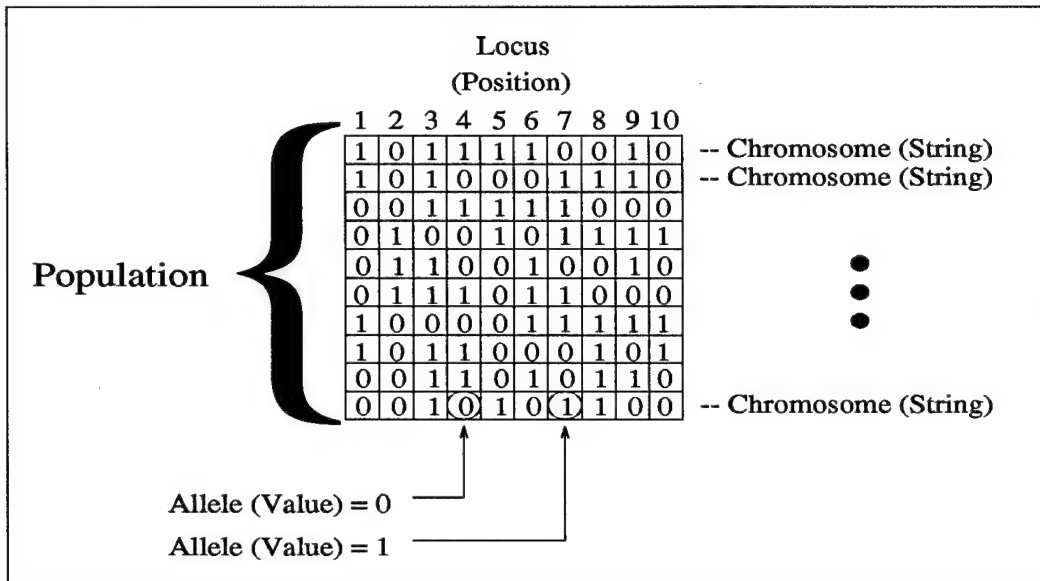 Locus
(Position)
1 2 3 4 5 6 7 8 9 10
1 0 1 1 1 1 0 0 1 0 -- Chromosome (String)
1 0 1 0 0 0 1 1 1 0 -- Chromosome (String)
0 0 1 1 1 1 1 0 0 0
0 1 0 0 1 0 1 1 1 1
0 1 1 0 0 1 0 0 1 0
Population
0 1 1 1 0 1 1 0 0 0
1 0 0 0 0 1 1 1 1 1
1 0 1 1 0 0 0 1 0 1
0 0 1 1 0 1 0 1 1 0
0 0 1 0 1 0 1 1 0 0 -- Chromosome (String)
Allele (Value) = 0
Allele (Value) = 1